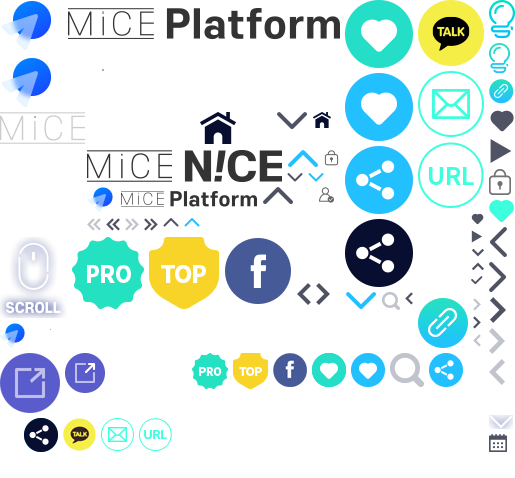 MiCE Platform
TALK
MiCE
MiCE N!CE
URL
MiCE Platform
PRO
TOP
f
SCROLL
PRO
TOP
f
TALK
URL